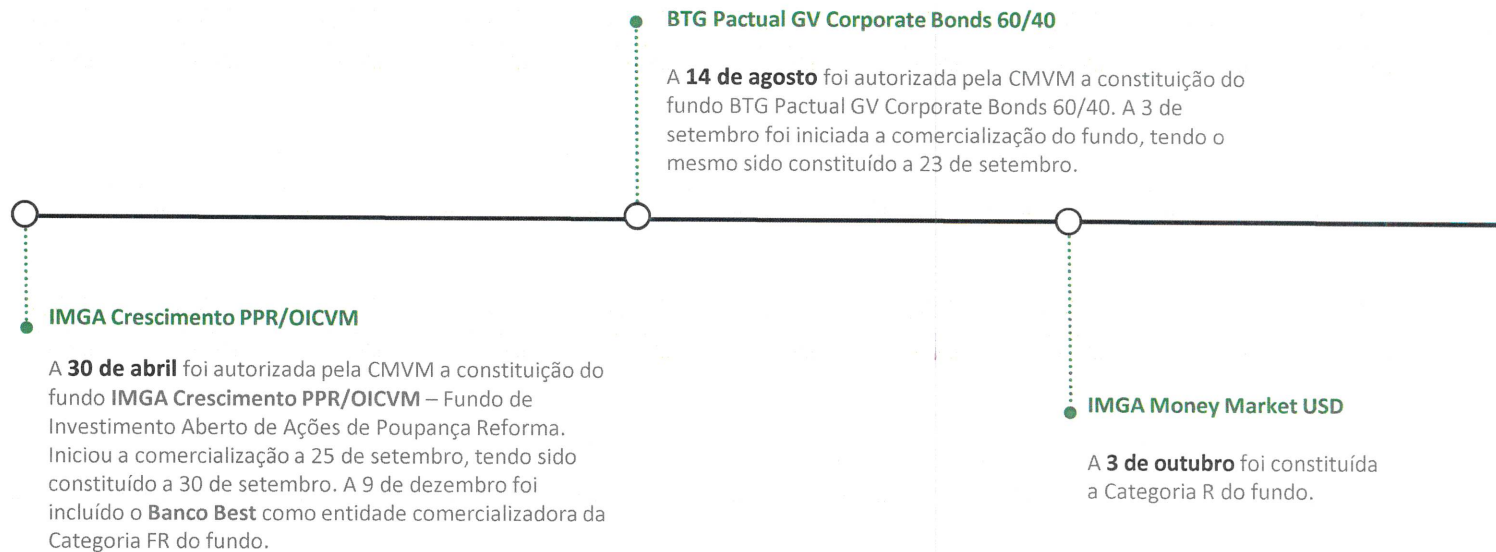 BTG Pactual GV Corporate Bonds 60/40
A 14 de agosto foi autorizada pela CMVM a constituição do
fundo BTG Pactual GV Corporate Bonds 60/40. A 3 de
setembro foi iniciada a comercialização do fundo, tendo o
mesmo sido constituído a 23 de setembro.
IMGA Crescimento PPR/OICVM
A 30 de abril foi autorizada pela CMVM a constituição do
fundo IMGA Crescimento PPR/OICVM – Fundo de
Investimento Aberto de Ações de Poupança Reforma.
Iniciou a comercialização a 25 de setembro, tendo sido
constituído a 30 de setembro. A 9 de dezembro foi
incluído o Banco Best como entidade comercializadora da
Categoria FR do fundo.
IMGA Money Market USD
A 3 de outubro foi constituída
a Categoria R do fundo.